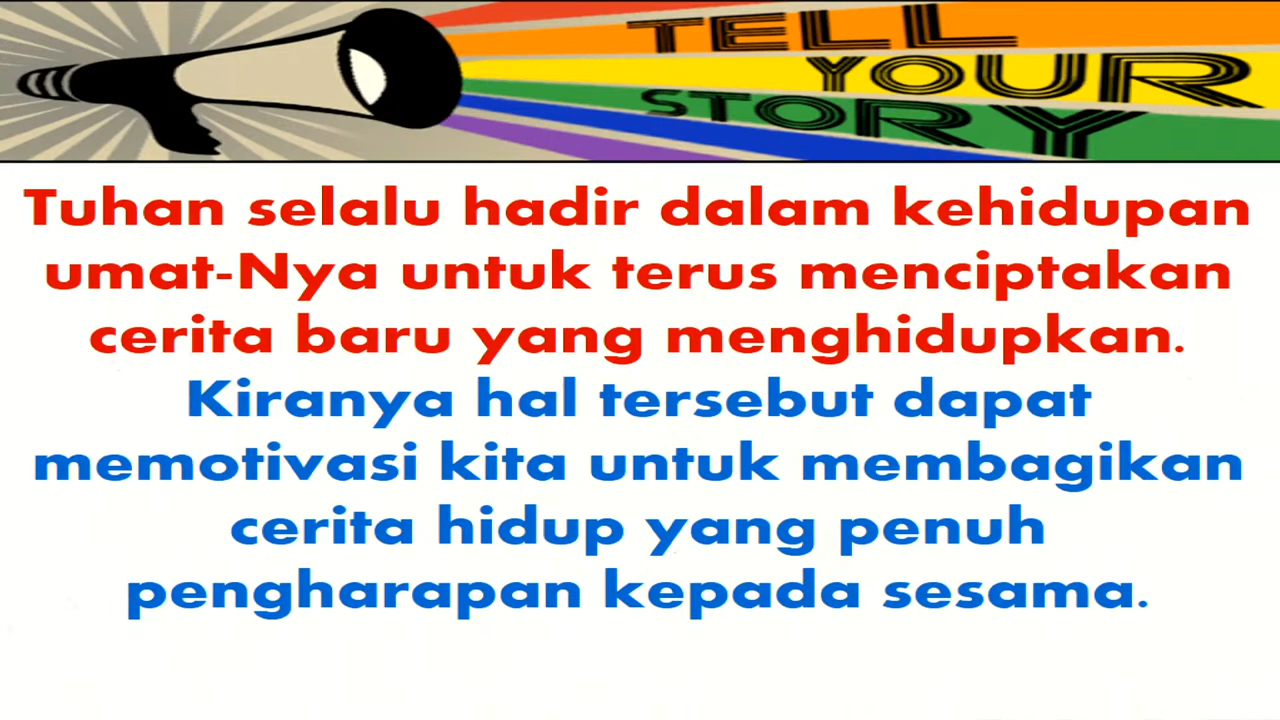 TELL
YOUR
STORY
Tuhan selalu hadir dalam kehidupan
umat-Nya untuk terus menciptakan
cerita baru yang menghidupkan.
Kiranya hal tersebut dapat
memotivasi kita untuk membagikan
cerita hidup yang penuh
pengharapan kepada sesama.